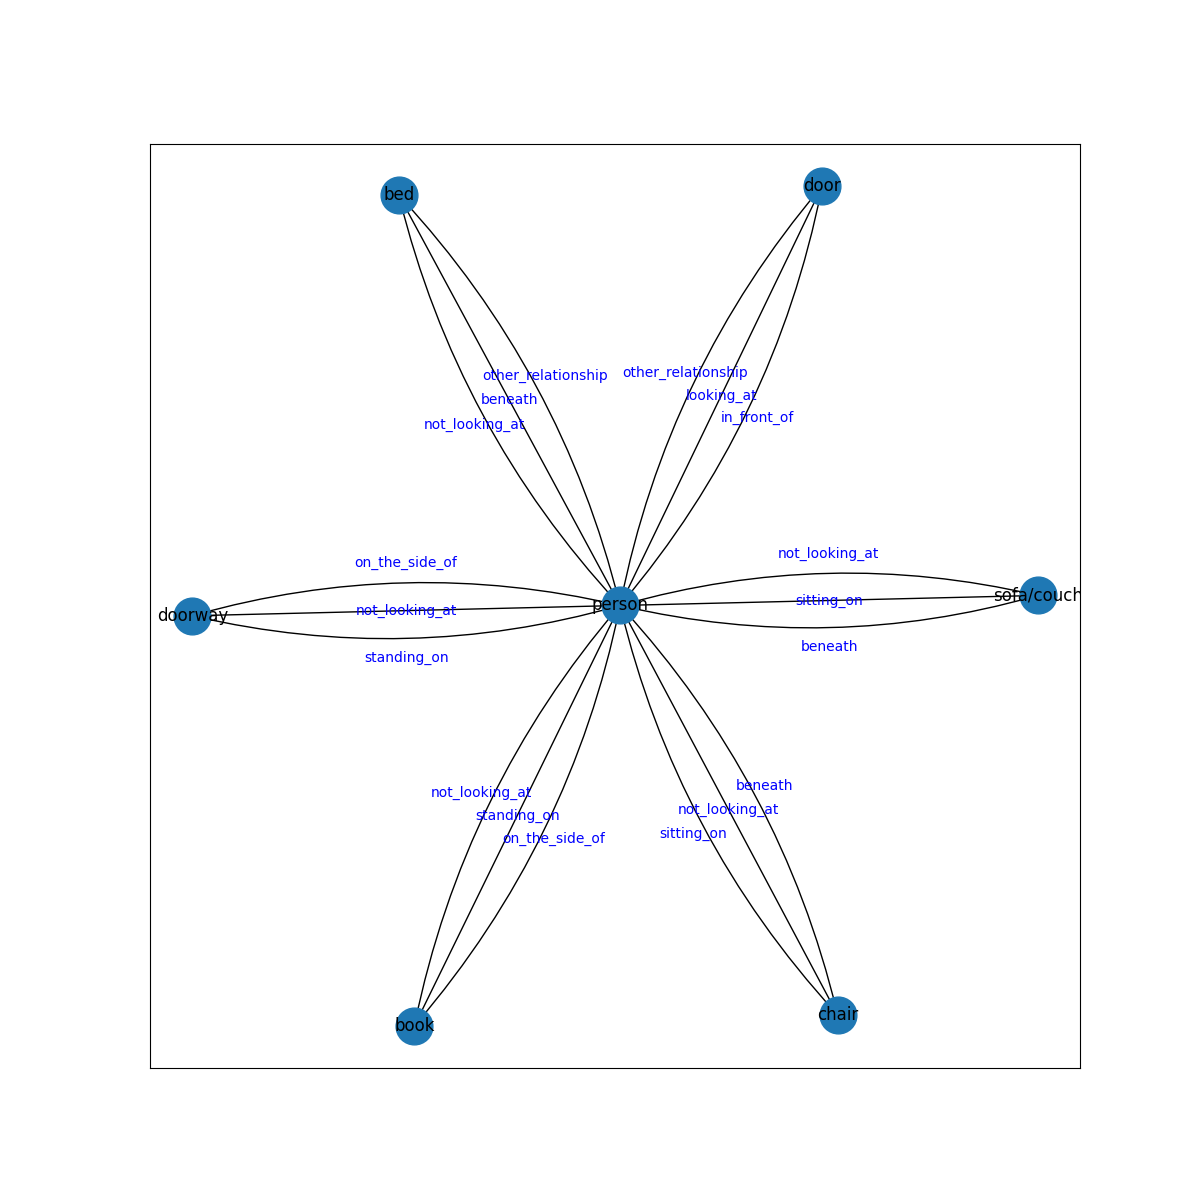 door
bed
other_relationship
other_relationship
looking_at
beneath
in_front_of
not_looking_at
not_looking_at
on_the_side_of
sofa/couch
sitting_on
person
not_looking_at
doorway
beneath
standing_on
beneath
not_looking_at
not_looking_at
standing_on
sitting_on
on_the_side_of
chair
book